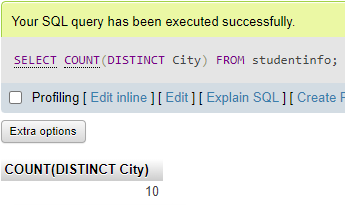 Your SQL query has been executed successfully.
SELECT COUNT(DISTINCT City) FROM studentinfo;
Profiling [ Edit inline ] [ Edit ] [ Explain SQL ] [ Create
Extra options
COUNT(DISTINCT City)
10